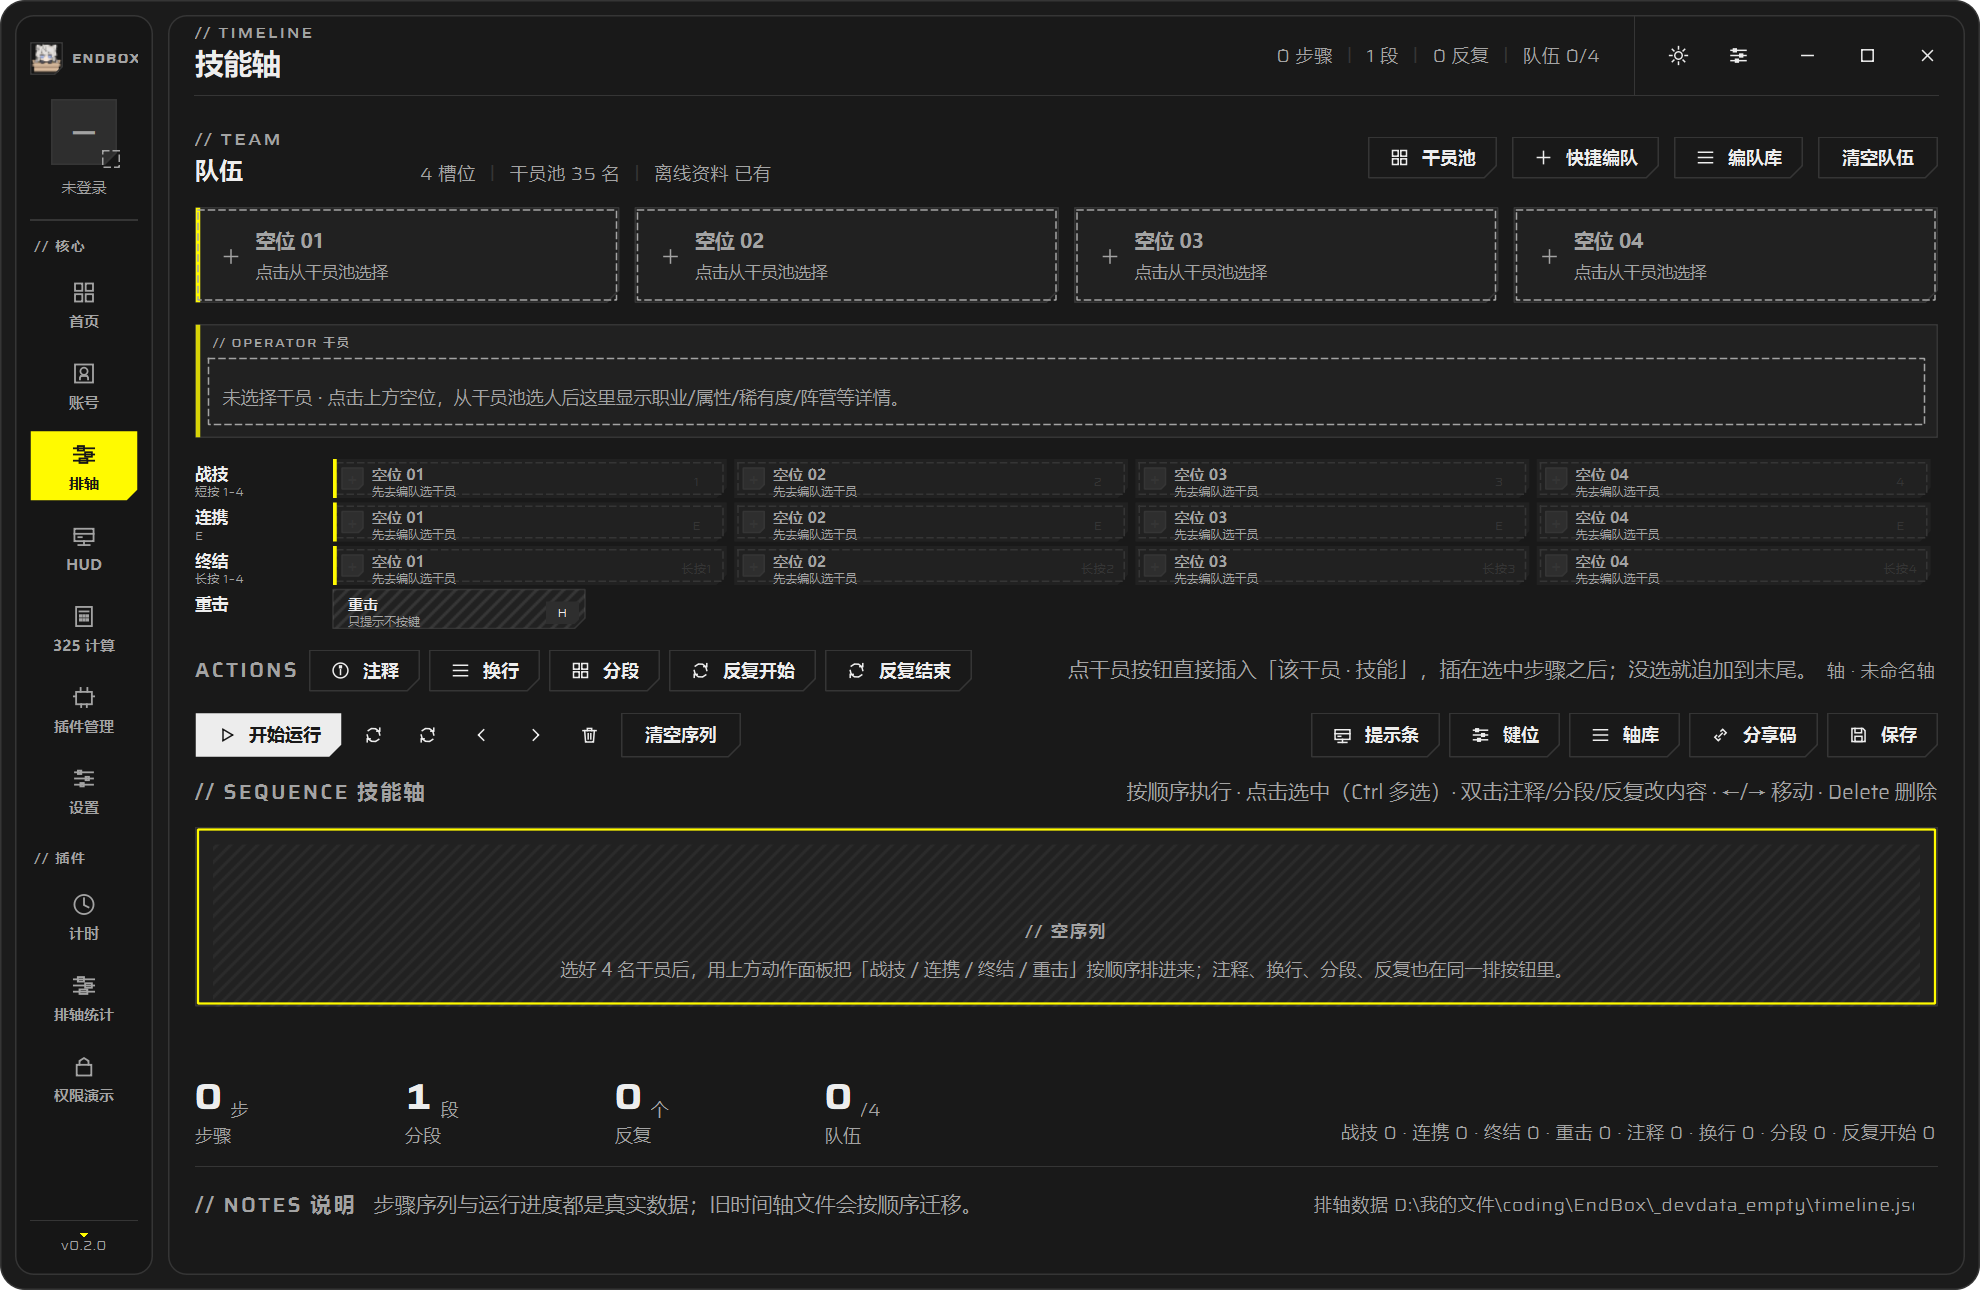 ENDBOX
未登录
// 核心
首页
账号
排轴
HUD
325 计算
插件管理
设置
// 插件
计时
排轴统计
权限演示
v0.2.0
// TIMELINE
技能轴
0 步骤 1 段 0 反复 队伍 0/4
// TEAM
队伍
4 槽位 干员池 35 名 离线资料 已有
干员池 快捷编队 编队库 清空队伍
空位 01
点击从干员池选择
空位 02
点击从干员池选择
空位 03
点击从干员池选择
空位 04
点击从干员池选择
// OPERATOR 干员
未选择干员 · 点击上方空位，从干员池选人后这里显示职业/属性/稀有度/阵营等详情。
战技
短按 1-4
空位 01
先去编队选干员
1
空位 02
先去编队选干员
2
空位 03
先去编队选干员
3
空位 04
先去编队选干员
4
连携
E
空位 01
先去编队选干员
E
空位 02
先去编队选干员
E
空位 03
先去编队选干员
E
空位 04
先去编队选干员
E
终结
长按 1-4
空位 01
先去编队选干员
长按1
空位 02
先去编队选干员
长按2
空位 03
先去编队选干员
长按3
空位 04
先去编队选干员
长按4
重击
重击
只提示不按键
H
ACTIONS 注释 换行 分段 反复开始 反复结束
点干员按钮直接插入「该干员 · 技能」，插在选中步骤之后；没选就追加到末尾。 轴 · 未命名轴
开始运行 清空序列
提示条 键位 轴库 分享码 保存
// SEQUENCE 技能轴
按顺序执行 · 点击选中（Ctrl 多选）· 双击注释/分段/反复改内容 · ←/→ 移动 · Delete 删除
// 空序列
选好 4 名干员后，用上方动作面板把「战技 / 连携 / 终结 / 重击」按顺序排进来；注释、换行、分段、反复也在同一排按钮里。
0 步
步骤
1 段
分段
0 个
反复
0 /4
队伍
战技 0 · 连携 0 · 终结 0 · 重击 0 · 注释 0 · 换行 0 · 分段 0 · 反复开始 0
// NOTES 说明 步骤序列与运行进度都是真实数据；旧时间轴文件会按顺序迁移。
排轴数据 D:\我的文件\coding\EndBox\_devdata_empty\timeline.js